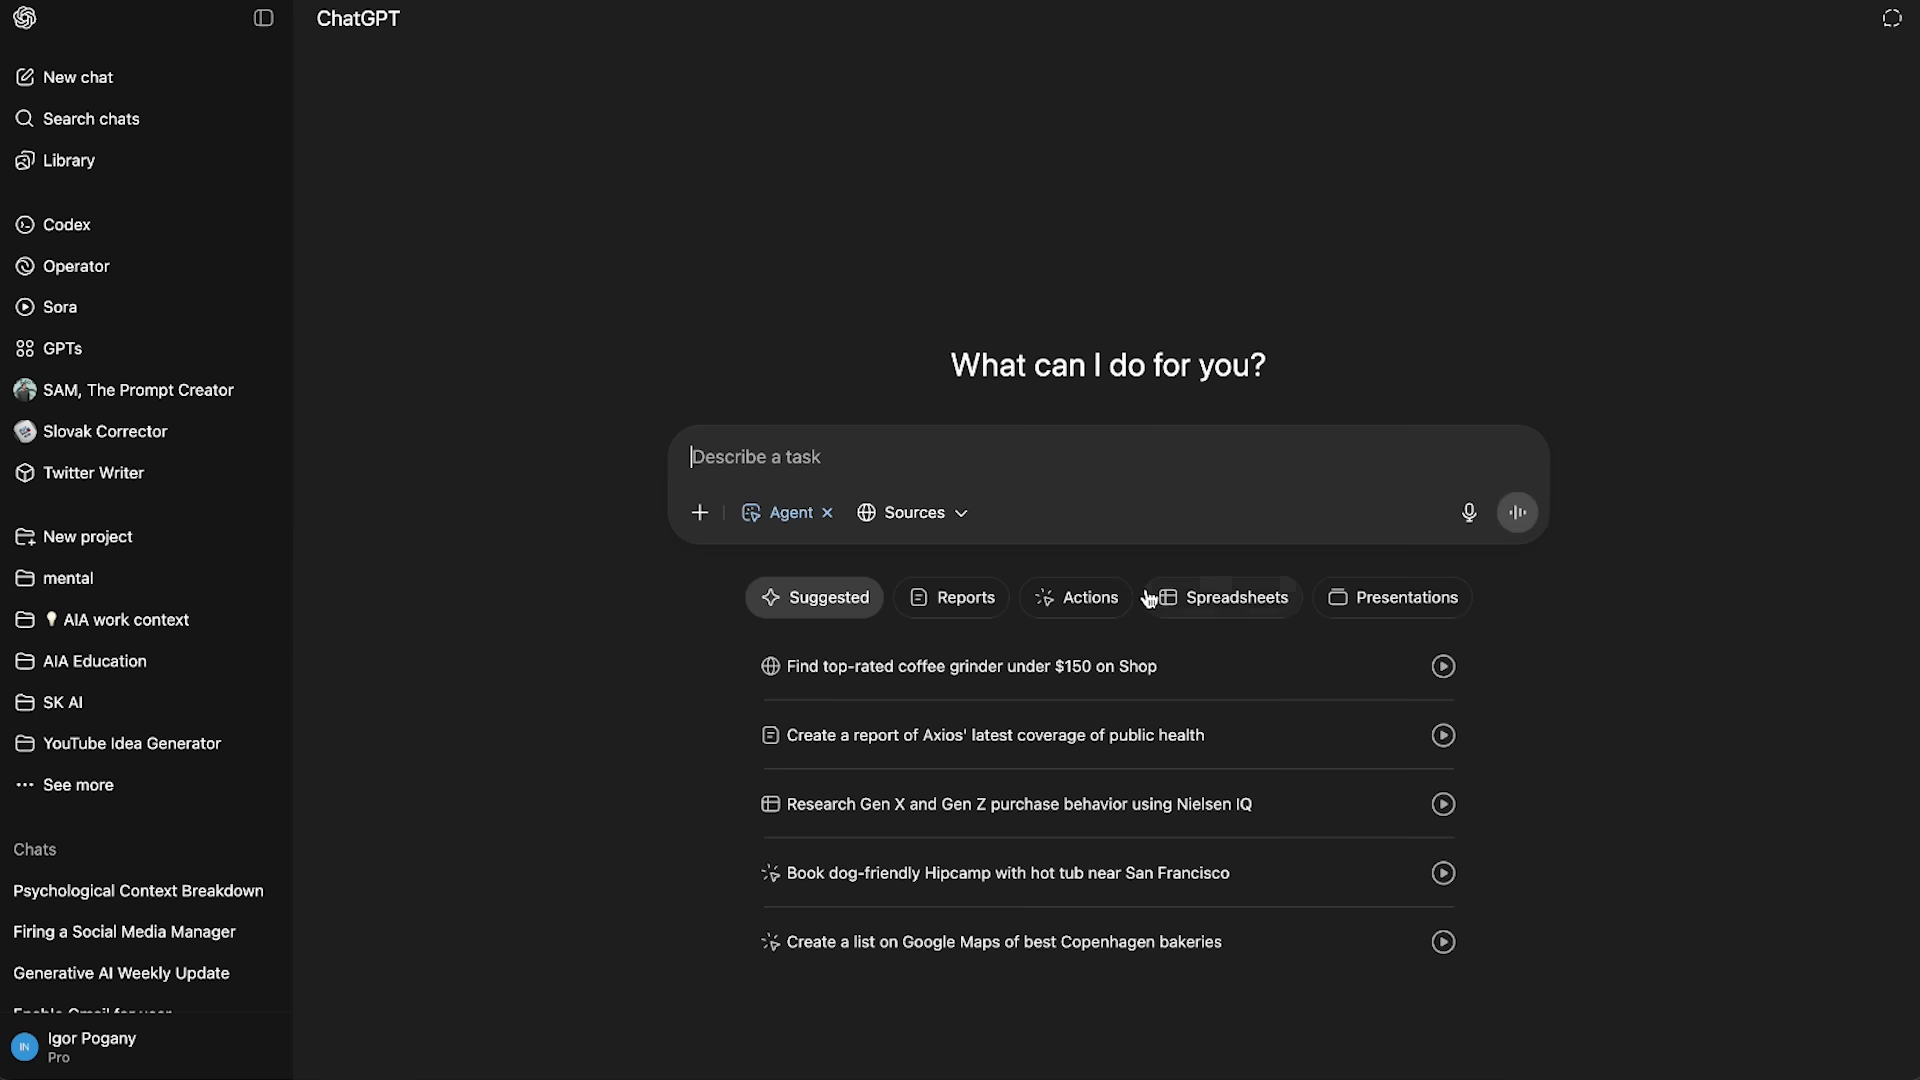 ChatGPT
New chat
Search chats
Library
Codex
Operator
Sora
GPTs
SAM, The Prompt Creator
Slovak Corrector
Twitter Writer
New project
mental
AIA work context
AIA Education
SK AI
YouTube Idea Generator
See more
Chats
Psychological Context Breakdown
Firing a Social Media Manager
Generative AI Weekly Update
IN
Igor Pogany
Pro
What can I do for you?
Describe a task
Agent
Sources
Suggested
Reports
Actions
Spreadsheets
Presentations
Find top-rated coffee grinder under $150 on Shop
Create a report of Axios' latest coverage of public health
Research Gen X and Gen Z purchase behavior using Nielsen IQ
Book dog-friendly Hipcamp with hot tub near San Francisco
Create a list on Google Maps of best Copenhagen bakeries